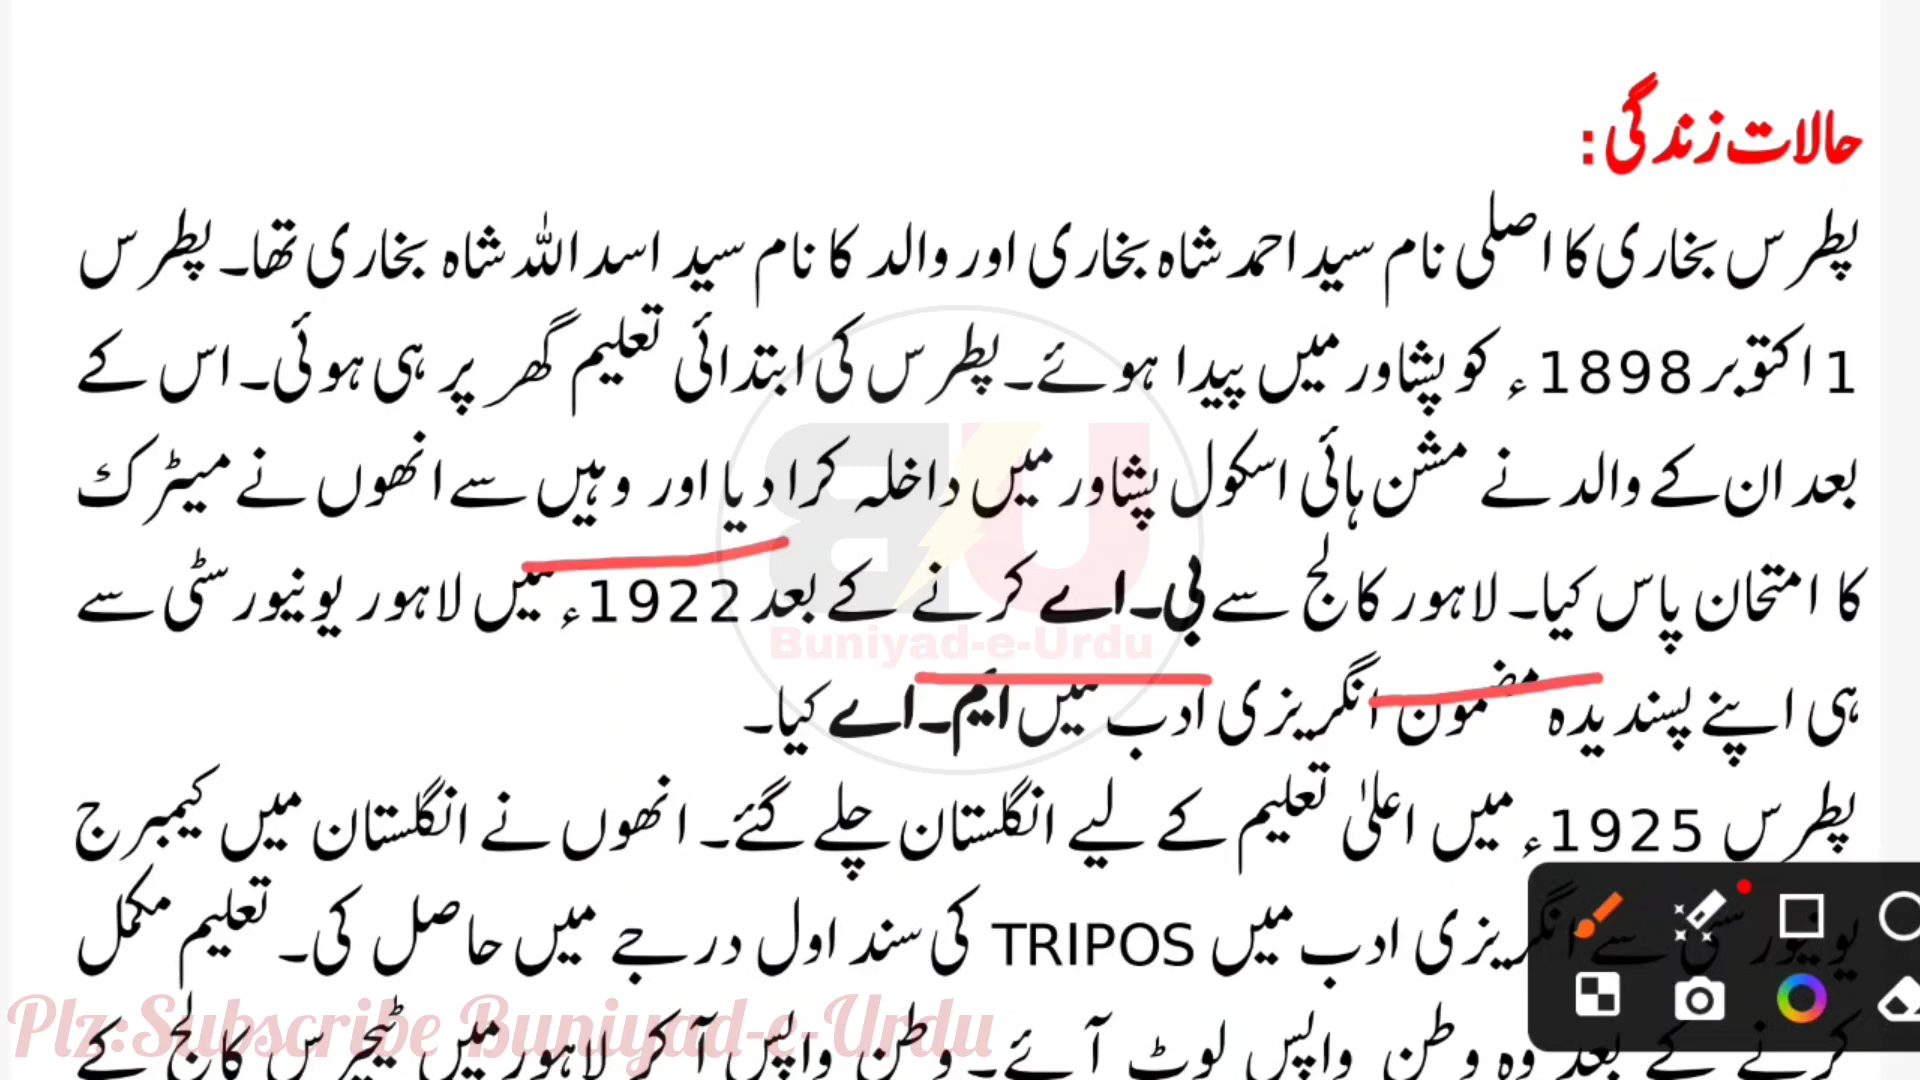 حالات زندگی :
پطرس بخاری کا اصلی نام سید احمد شاہ بخاری اور والد کا نام سید اسد اللہ شاہ بخاری تھا۔ پطرس
1 اکتوبر 1898ء کو پشاور میں پیدا ہوئے۔ پطرس کی ابتدائی تعلیم گھر پر ہی ہوئی۔ اس کے
بعد ان کے والد نے مشن ہائی اسکول پشاور میں داخلہ کرا دیا اور وہیں سے انھوں نے میٹرک
کا امتحان پاس کیا۔ لاہور کالج سے بی۔اے کرنے کے بعد 1922ء میں لاہور یونیورسٹی سے
ہی اپنے پسندیدہ مضمون انگریزی ادب میں ایم۔اے کیا۔
پطرس 1925ء میں اعلیٰ تعلیم کے لیے انگلستان چلے گئے۔ انھوں نے انگلستان میں کیمبرج
یونیورسٹی سے انگریزی ادب میں TRIPOS کی سند اول درجے میں حاصل کی۔ تعلیم مکمل
کرنے کے بعد وہ وطن واپس لوٹ آئے۔ وطن واپس آکر لاہور میں ٹیچرس کالج کے
BU
Buniyad-e-Urdu
Plz:Subscribe Buniyad-e-Urdu